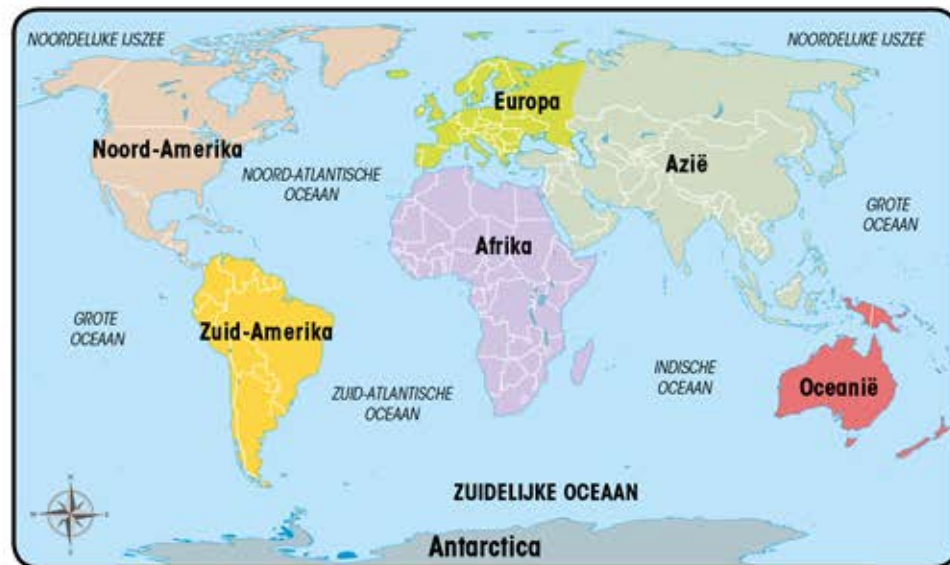 NOORDELIJKE IJSZEE
NOORDELIJKE IJSZEE
Europa
Noord-Amerika
Azië
NOORD-ATLANTISCHE
OCEAAN
GROTE
OCEAAN
Afrika
GROTE
OCEAAN
Zuid-Amerika
INDISCHE
OCEAAN
Oceanië
ZUID-ATLANTISCHE
OCEAAN
ZUIDELIJKE OCEAAN
Antarctica